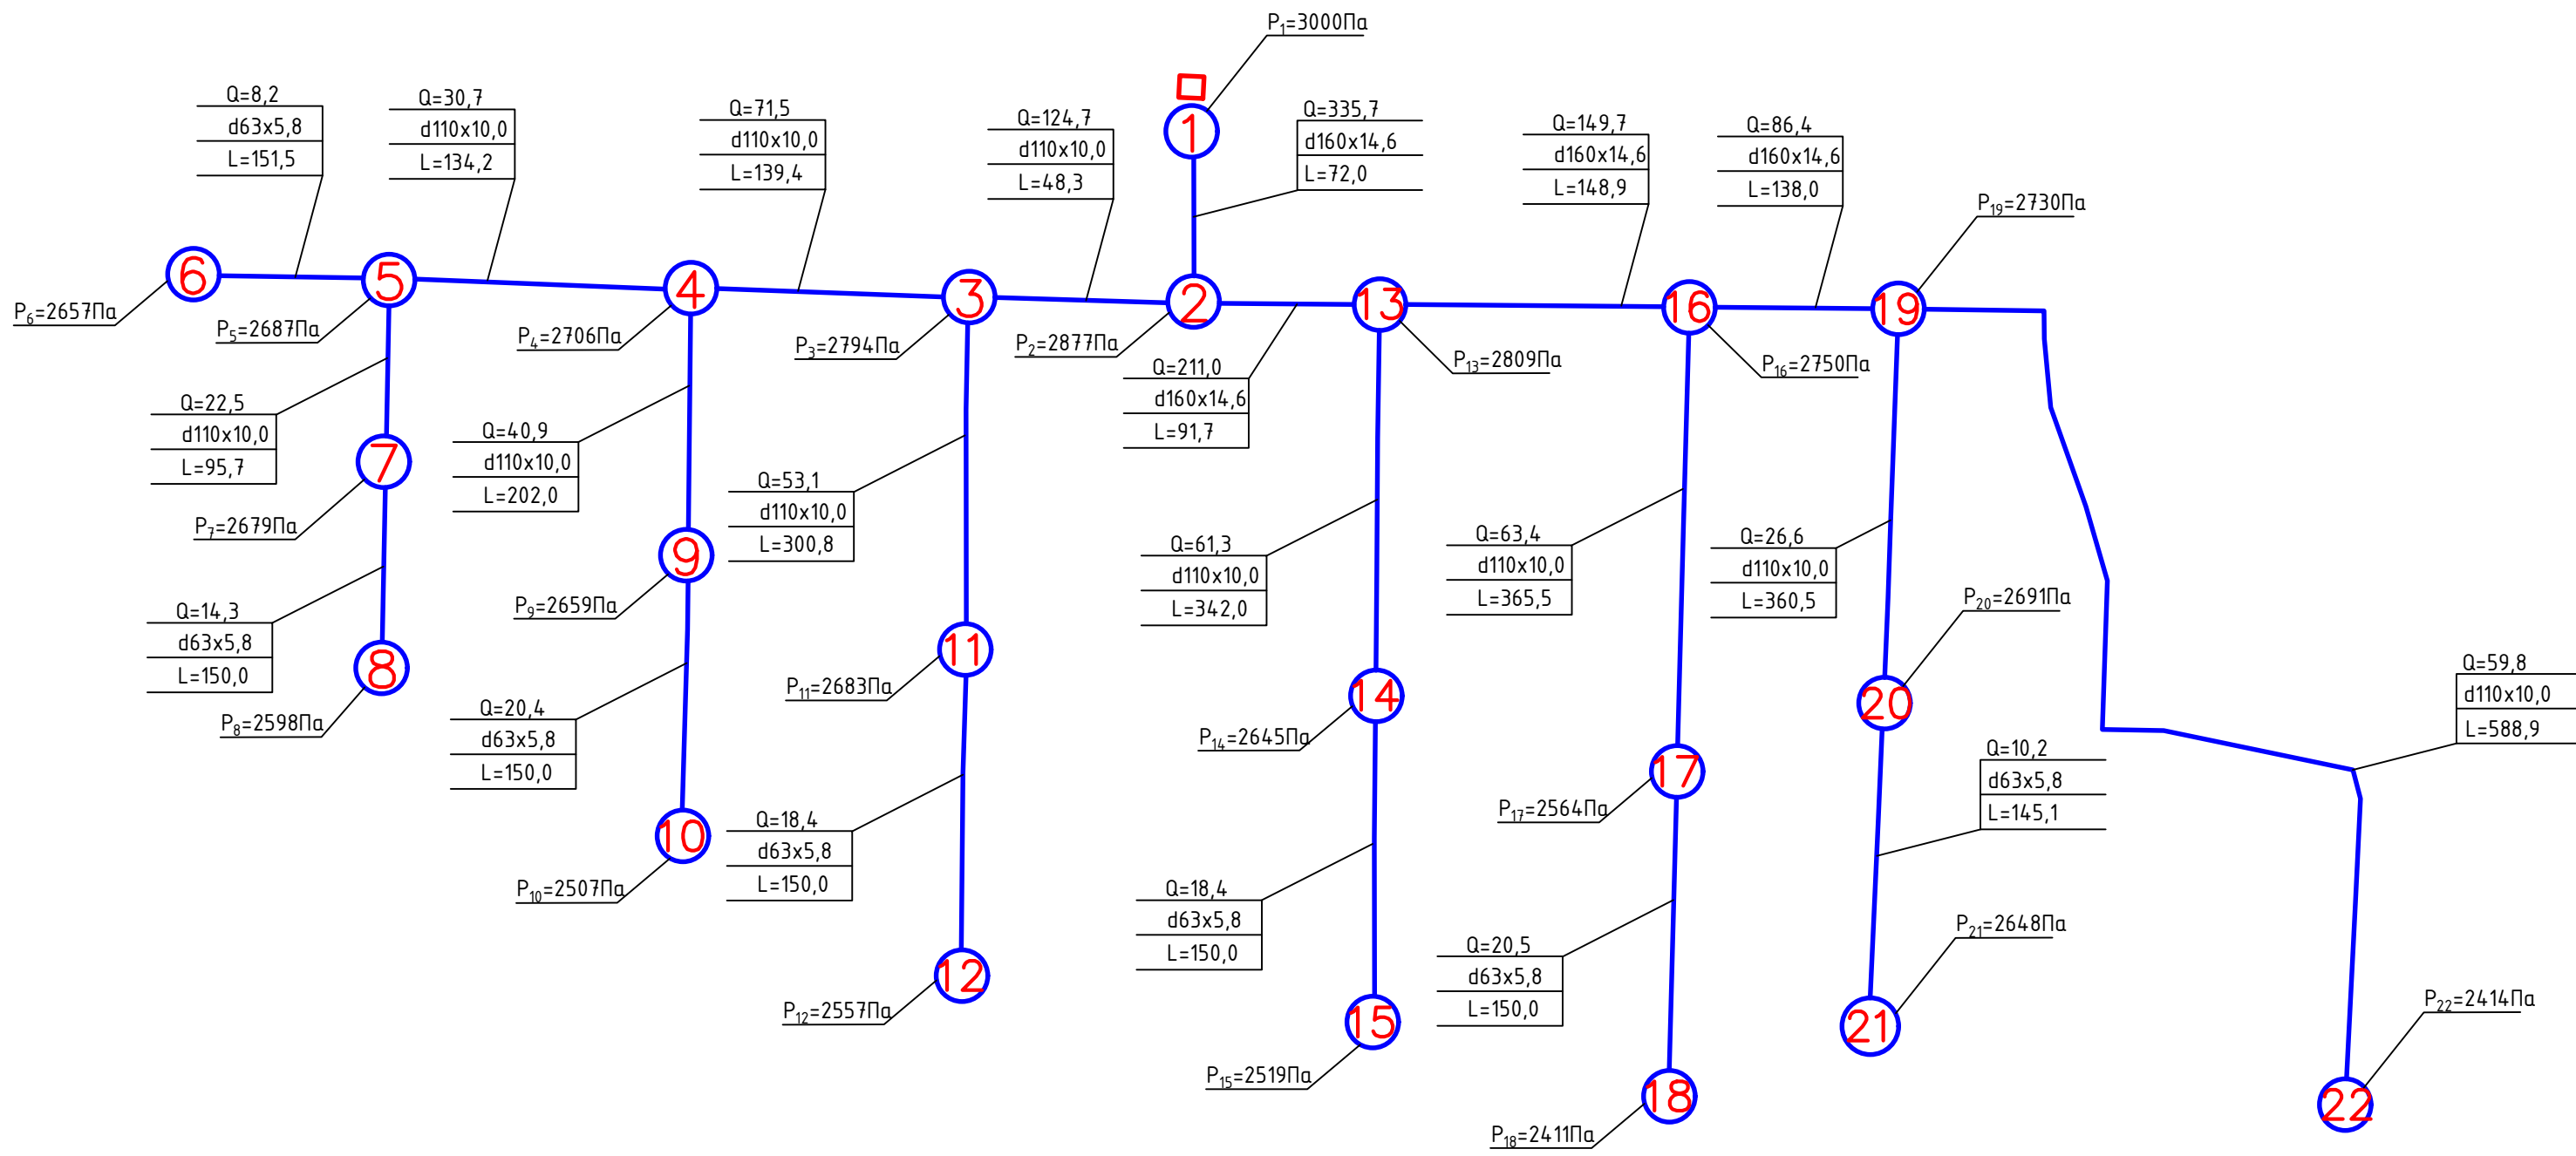 P1=3000Па
Q=8,2
d63x5,8
L=151,5
Q=30,7
d110x10,0
L=134,2
Q=71,5
d110x10,0
L=139,4
Q=124,7
d110x10,0
L=48,3
1
Q=335,7
d160x14,6
L=72,0
Q=149,7
d160x14,6
L=148,9
Q=86,4
d160x14,6
L=138,0
P19=2730Па
6
5
4
3
2
13
16
19
P6=2657Па
P5=2687Па
P4=2706Па
P3=2794Па
P2=2877Па
P13=2809Па
P16=2750Па
Q=22,5
d110x10,0
L=95,7
Q=40,9
d110x10,0
L=202,0
Q=53,1
d110x10,0
L=300,8
Q=211,0
d160x14,6
L=91,7
Q=61,3
d110x10,0
L=342,0
Q=63,4
d110x10,0
L=365,5
Q=26,6
d110x10,0
L=360,5
7
P7=2679Па
9
P9=2659Па
11
P11=2683Па
14
P14=2645Па
17
P17=2564Па
20
P20=2691Па
Q=59,8
d110x10,0
L=588,9
Q=14,3
d63x5,8
L=150,0
8
P8=2598Па
Q=20,4
d63x5,8
L=150,0
10
P10=2507Па
Q=18,4
d63x5,8
L=150,0
12
P12=2557Па
Q=18,4
d63x5,8
L=150,0
15
P15=2519Па
Q=20,5
d63x5,8
L=150,0
18
P18=2411Па
Q=10,2
d63x5,8
L=145,1
21
P21=2648Па
22
P22=2414Па